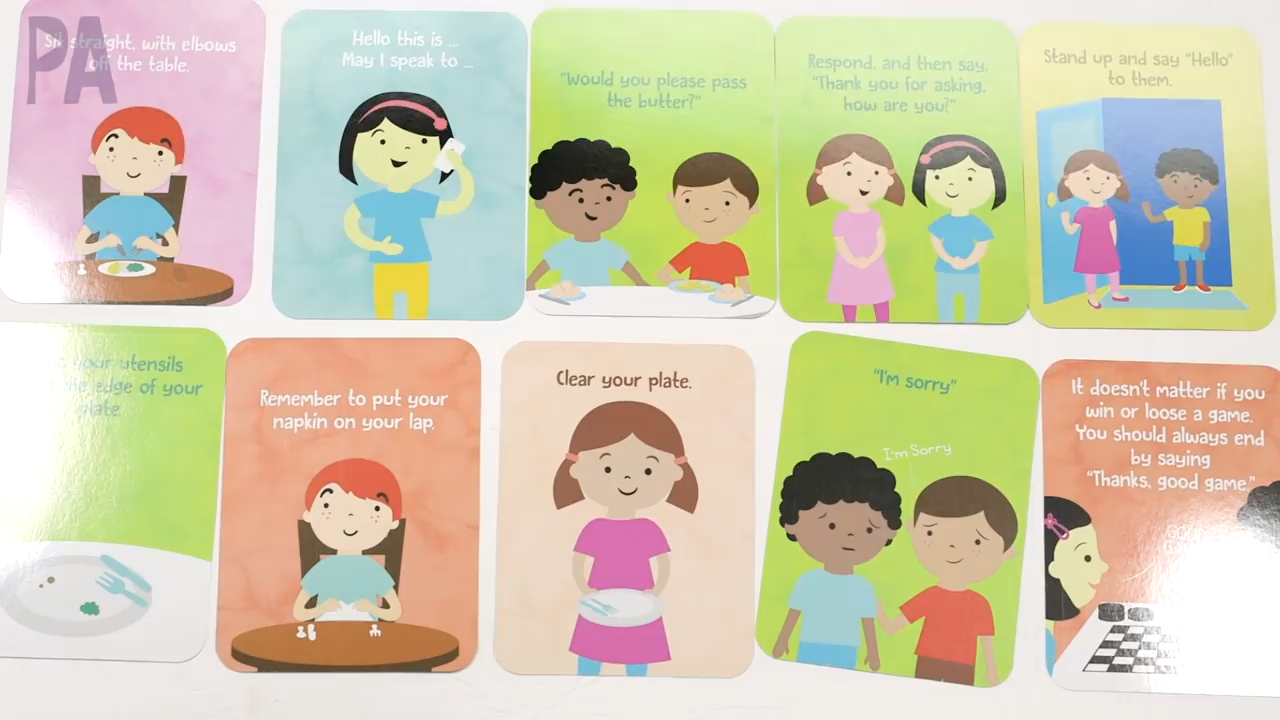 PA
Sit straight, with elbows
off the table.
Hello this is ...
May I speak to ...
"Would you please pass
the butter?"
Respond, and then say,
"Thank you for asking,
how are you?"
Stand up and say "Hello"
to them.
your utensils
the edge of your
plate.
Remember to put your
napkin on your lap.
Clear your plate.
"I'm sorry"
I'm Sorry
It doesn't matter if you
win or loose a game.
You should always end
by saying
"Thanks, good game."